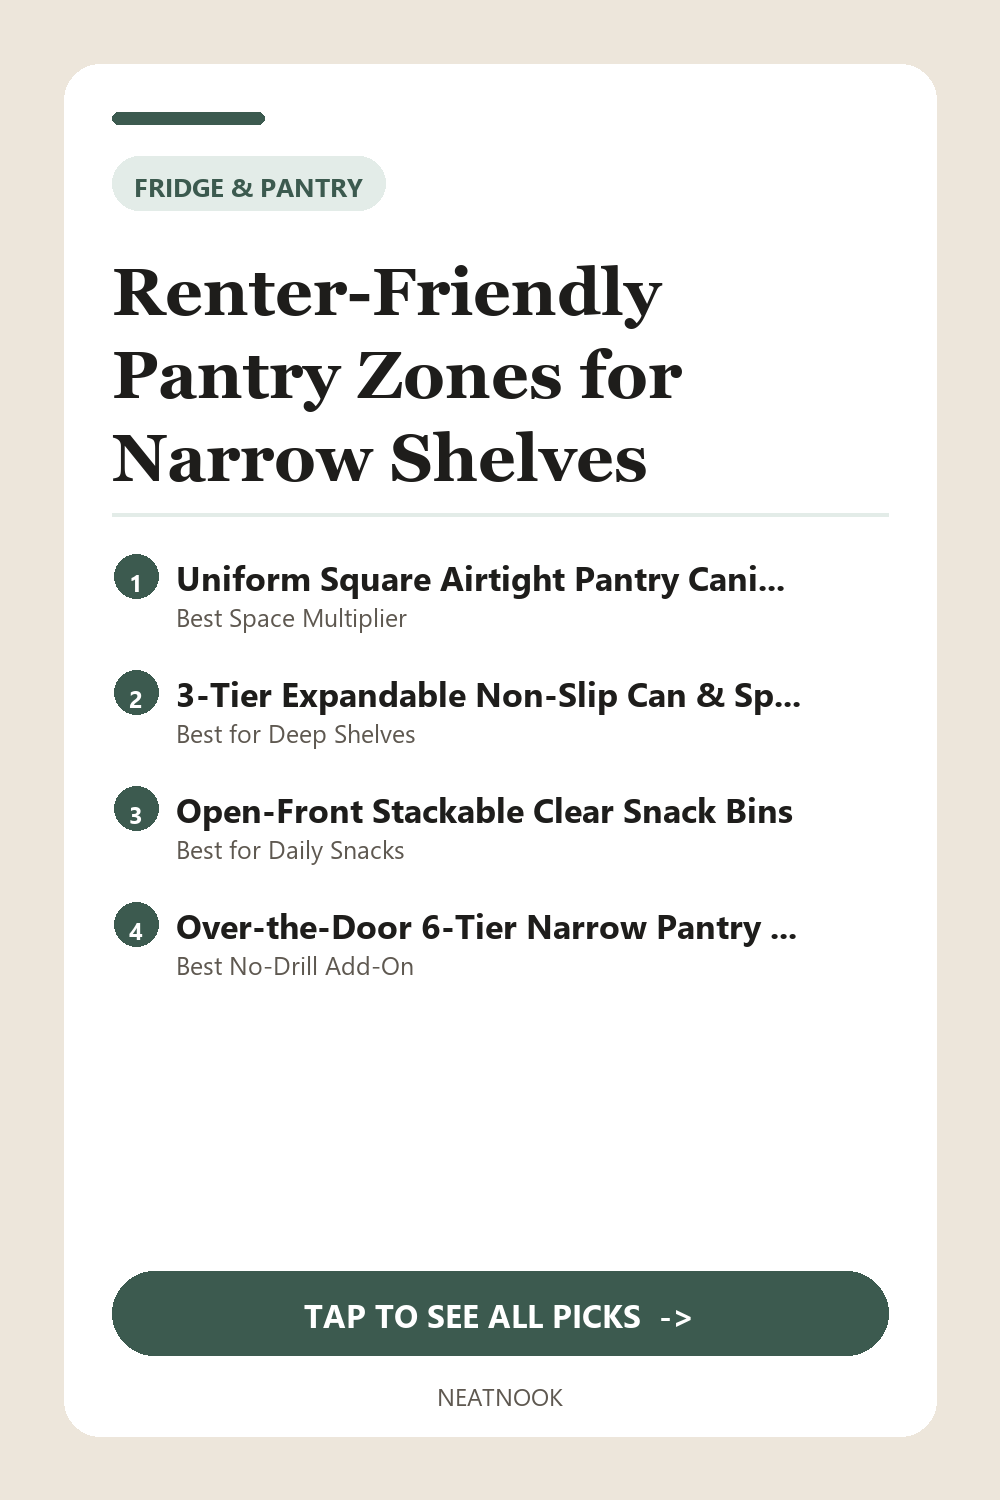 FRIDGE & PANTRY
Renter-Friendly
Pantry Zones for
Narrow Shelves
1 Uniform Square Airtight Pantry Cani...
Best Space Multiplier
2 3-Tier Expandable Non-Slip Can & Sp...
Best for Deep Shelves
3 Open-Front Stackable Clear Snack Bins
Best for Daily Snacks
4 Over-the-Door 6-Tier Narrow Pantry ...
Best No-Drill Add-On
TAP TO SEE ALL PICKS ->
NEATNOOK